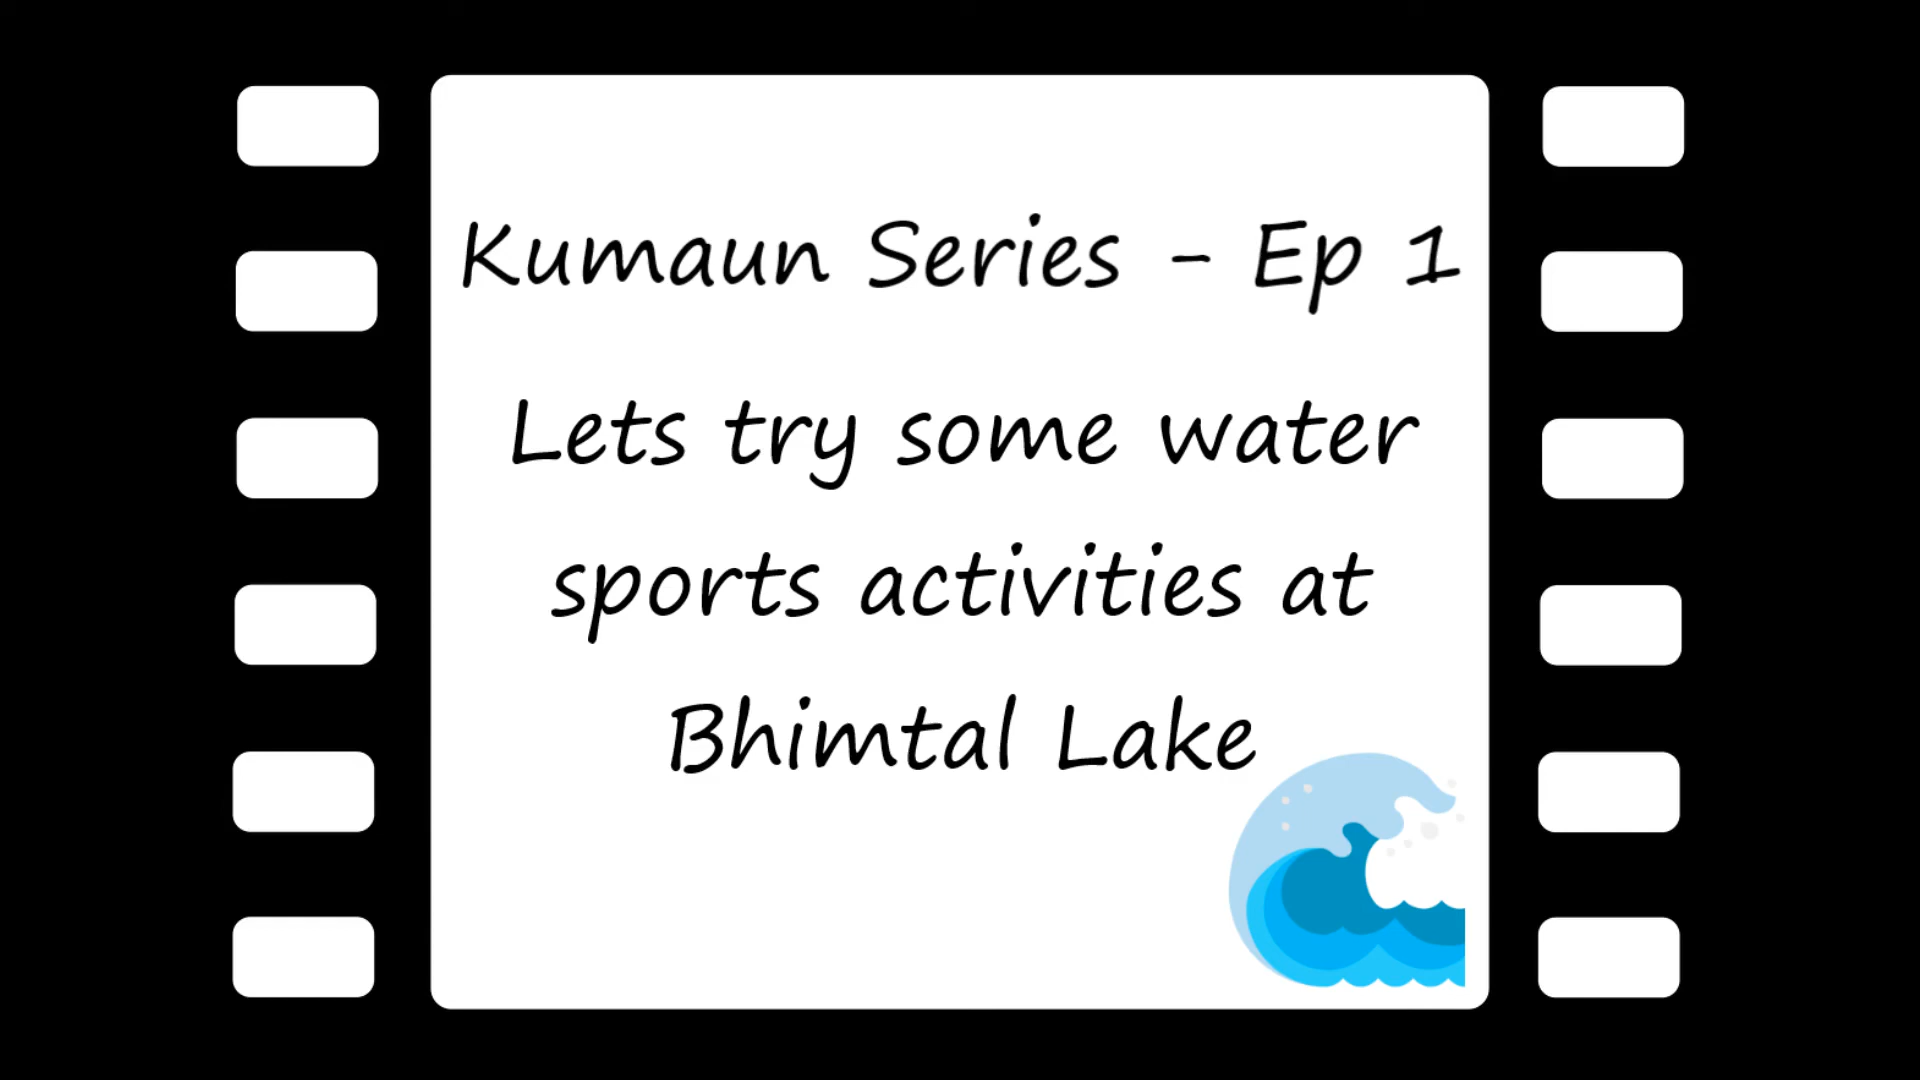 Kumaun Series - Ep 1
Lets try some water
sports activities at
Bhimtal Lake